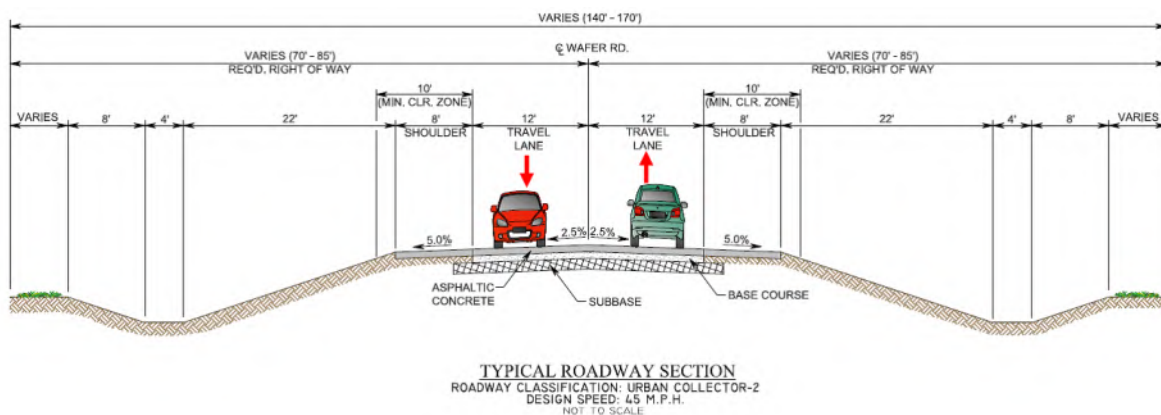 VARIES (140' - 170')
℄ WAFER RD.
VARIES (70' - 85')
REQ'D. RIGHT OF WAY
VARIES (70' - 85')
REQ'D. RIGHT OF WAY
10'
(MIN. CLR. ZONE)
10'
(MIN. CLR. ZONE)
VARIES
8'
4'
22'
8'
SHOULDER
12'
TRAVEL
LANE
12'
TRAVEL
LANE
8'
SHOULDER
22'
4'
8'
VARIES
5.0%
2.5%
2.5%
5.0%
ASPHALTIC
CONCRETE
SUBBASE
BASE COURSE
TYPICAL ROADWAY SECTION
ROADWAY CLASSIFICATION: URBAN COLLECTOR-2
DESIGN SPEED: 45 M.P.H.
NOT TO SCALE